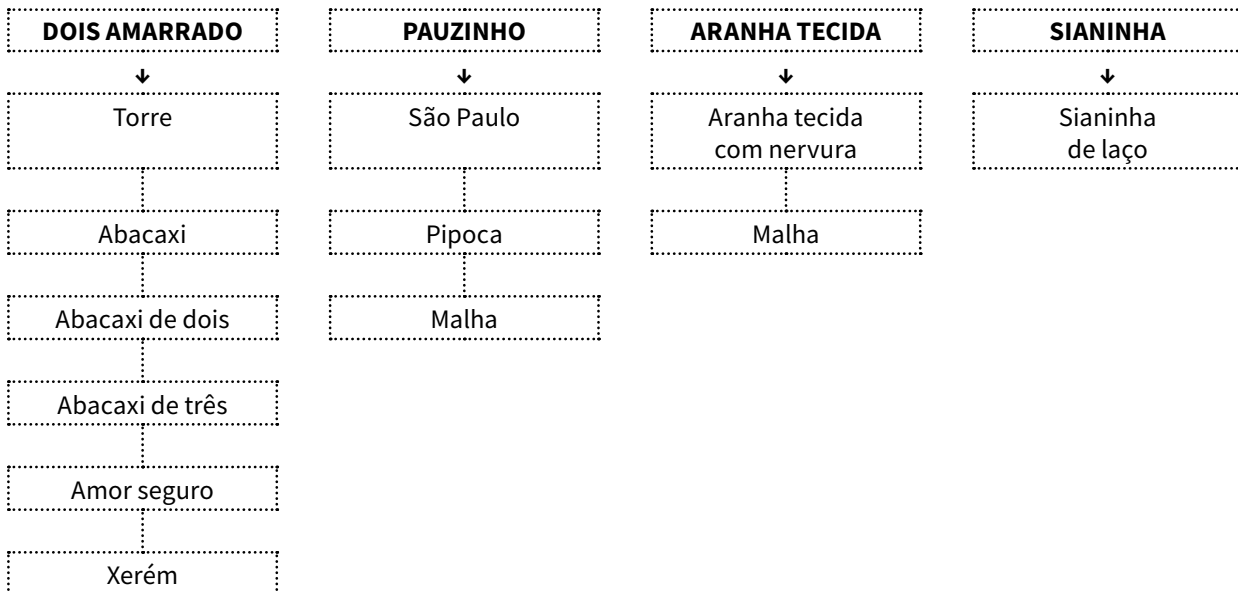 DOIS AMARRADO
Torre
Abacaxi
Abacaxi de dois
Abacaxi de três
Amor seguro
Xerém
PAUZINHO
São Paulo
Pipoca
Malha
ARANHA TECIDA
Aranha tecida
com nervura
Malha
SIANINHA
Sianinha
de laço